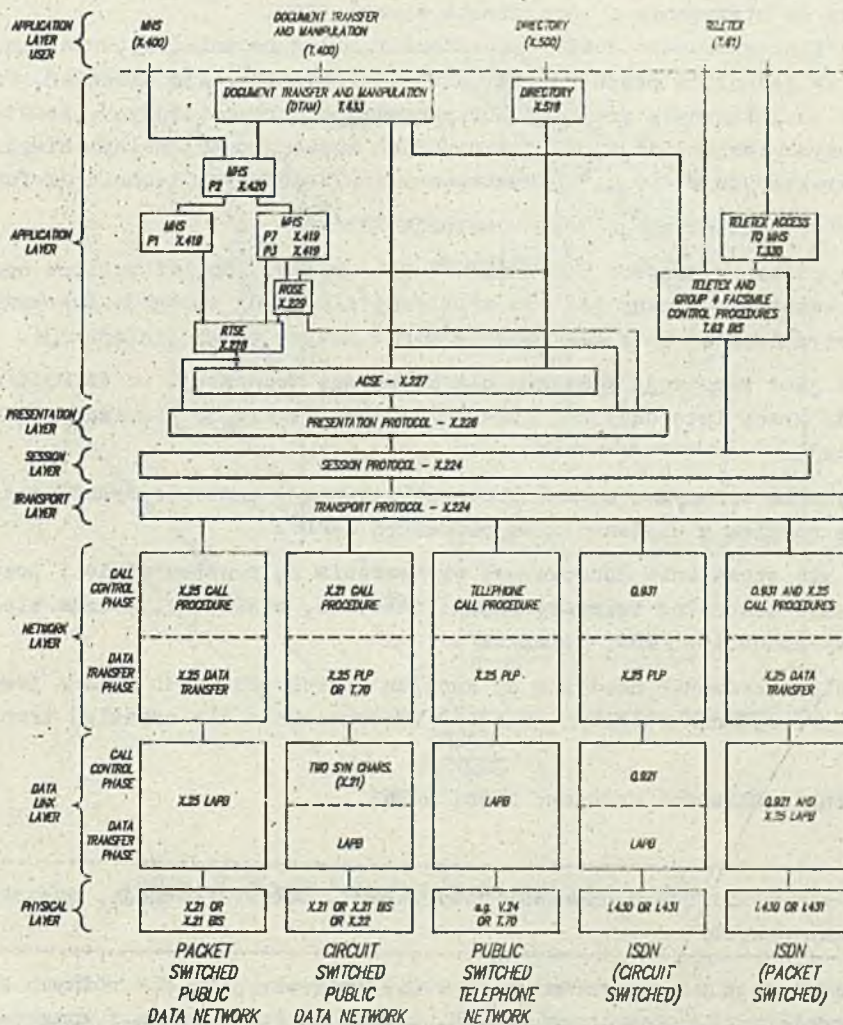 APPLICATION
LAYER
USER
MHS
(X.400)
DOCUMENT TRANSFER
AND MANIPULATION
(T.400)
DIRECTORY
(X.500)
TELETEX
(T.61)
DOCUMENT TRANSFER AND MANIPULATION
(DTAM) T.433
DIRECTORY
X.519
MHS
P2 X.420
APPLICATION
LAYER
MHS
P1 X.419
MHS
P7 X.419
P3 X.419
TELETEX ACCESS
TO MHS
T.330
ROSE
X.229
TELETEX AND
GROUP 4 FACSIMILE
CONTROL PROCEDURES
T.62 BIS
RTSE
X.228
ACSE - X.227
PRESENTATION
LAYER
PRESENTATION PROTOCOL - X.226
SESSION
LAYER
SESSION PROTOCOL - X.224
TRANSPORT
LAYER
TRANSPORT PROTOCOL - X.224
NETWORK
LAYER
CALL
CONTROL
PHASE
X.25 CALL
PROCEDURE
X.21 CALL
PROCEDURE
TELEPHONE
CALL PROCEDURE
Q.931
Q.931 AND X.25
CALL PROCEDURES
DATA
TRANSFER
PHASE
X.25 DATA
TRANSFER
X.25 PLP
OR T.70
X.25 PLP
X.25 PLP
X.25 DATA
TRANSFER
DATA
LINK
LAYER
CALL
CONTROL
PHASE
X.25 LAPB
TWO SYN CHARS.
(X.21)
LAPB
Q.921
Q.921 AND
X.25 LAPB
DATA
TRANSFER
PHASE
LAPB
LAPB
PHYSICAL
LAYER
X.21 OR
X.21 BIS
X.21 OR X.21 BIS
OR X.22
e.g. V.24
OR T.70
I.430 OR I.431
I.430 OR I.431
PACKET
SWITCHED
PUBLIC
DATA NETWORK
CIRCUIT
SWITCHED
PUBLIC
DATA NETWORK
PUBLIC
SWITCHED
TELEPHONE
NETWORK
ISDN
(CIRCUIT
SWITCHED)
ISDN
(PACKET
SWITCHED)